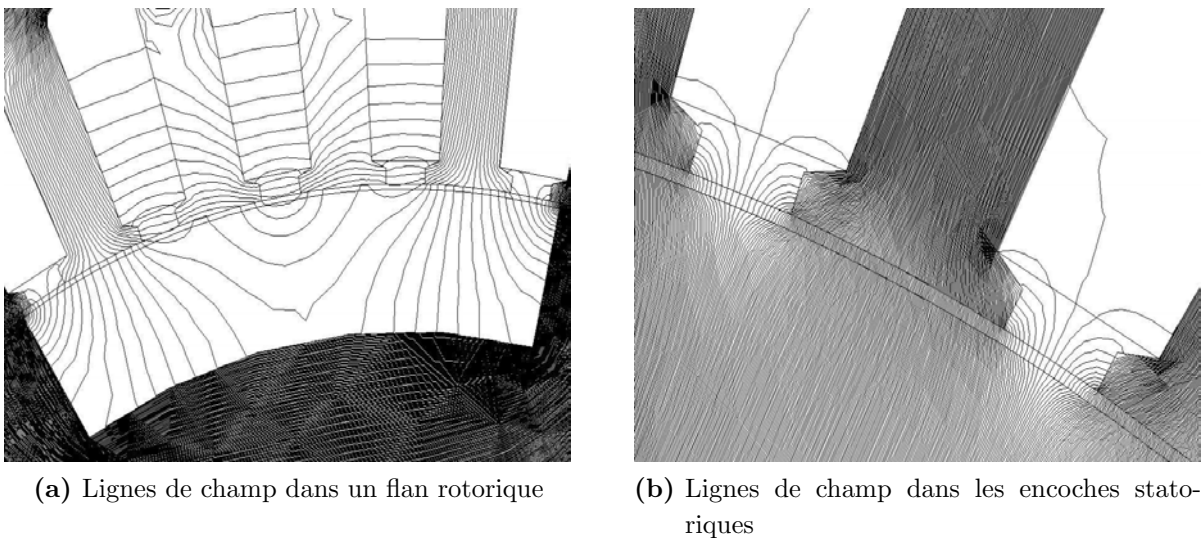 (a) Lignes de champ dans un flan rotorique
(b) Lignes de champ dans les encoches stato-
riques